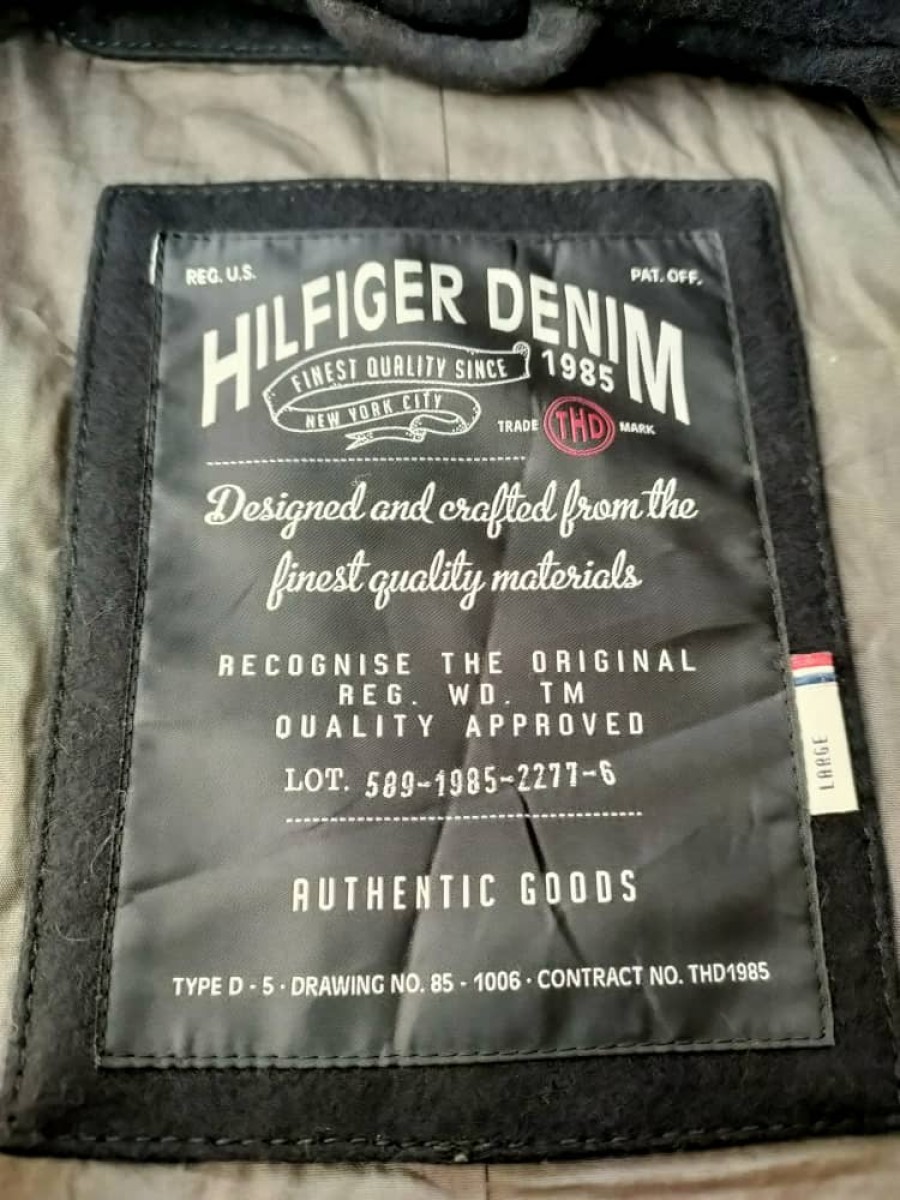 REG. U.S. PAT. OFF.
HILFIGER DENIM
FINEST QUALITY SINCE 1985
NEW YORK CITY
TRADE THD MARK
Designed and crafted from the
finest quality materials
RECOGNISE THE ORIGINAL
REG. WD. TM
QUALITY APPROVED
LOT. 589-1985-2277-6
LARGE
AUTHENTIC GOODS
TYPE D - 5 · DRAWING NO. 85 - 1006 · CONTRACT NO. THD1985